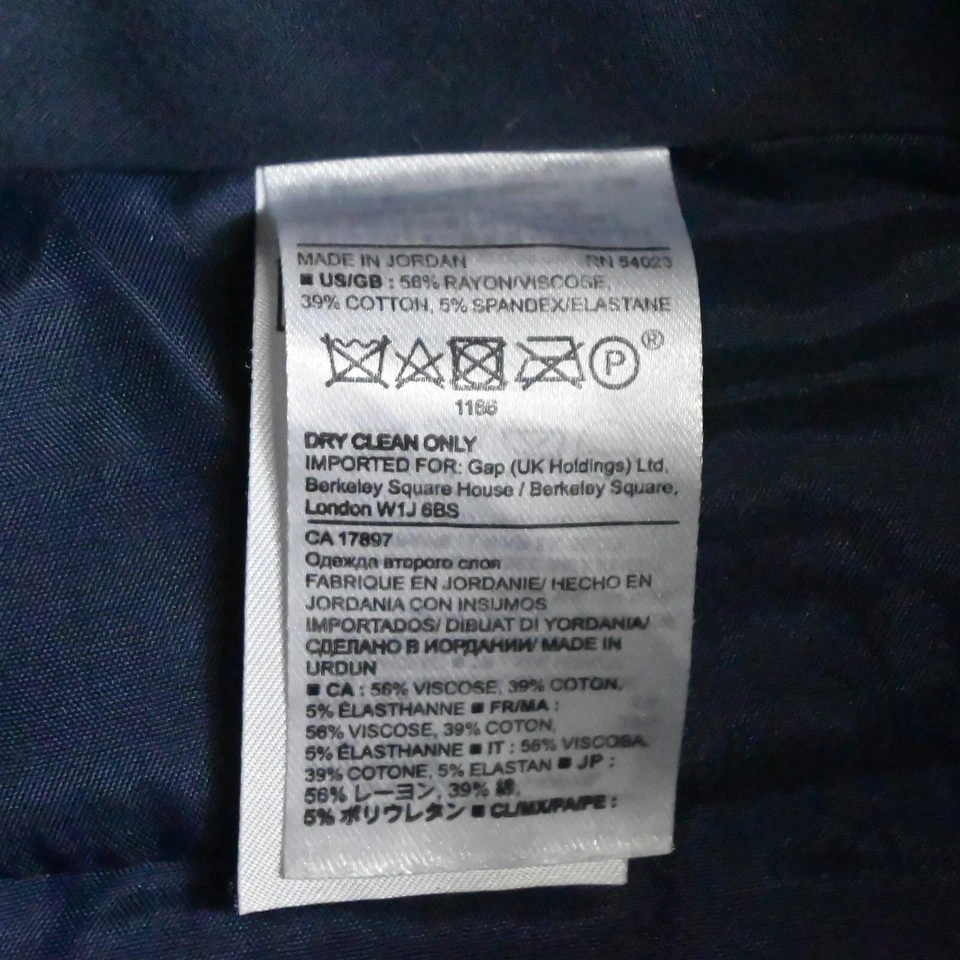 MADE IN JORDAN RN 54023
■ US/GB : 56% RAYON/VISCOSE,
39% COTTON, 5% SPANDEX/ELASTANE
P ®
1166
DRY CLEAN ONLY
IMPORTED FOR: Gap (UK Holdings) Ltd,
Berkeley Square House / Berkeley Square,
London W1J 6BS
CA 17897
Одежда второго слоя
FABRIQUE EN JORDANIE/ HECHO EN
JORDANIA CON INSUMOS
IMPORTADOS/ DIBUAT DI YORDANIA/
СДЕЛАНО В ИОРДАНИИ/ MADE IN
URDUN
■ CA : 56% VISCOSE, 39% COTON,
5% ÉLASTHANNE ■ FR/MA :
56% VISCOSE, 39% COTON,
5% ÉLASTHANNE ■ IT : 56% VISCOSA,
39% COTONE, 5% ELASTAN ■ JP :
56% レーヨン, 39% 綿,
5% ポリウレタン ■ CL/MX/PA/PE :